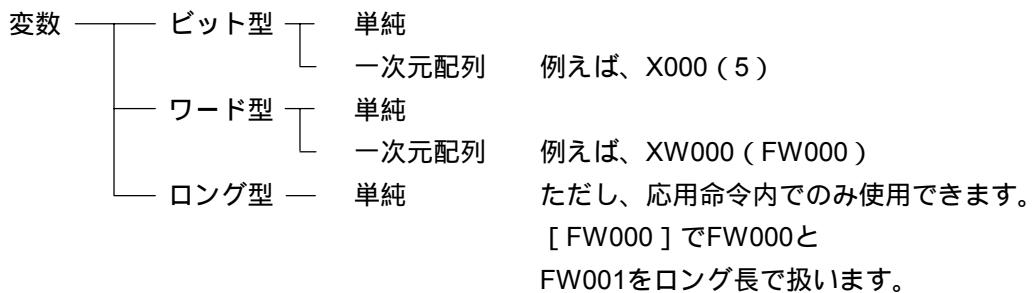 変数 ビット型 単純
一次元配列 例えば、X000（5）
ワード型 単純
一次元配列 例えば、XW000（FW000）
ロング型 単純 ただし、応用命令内でのみ使用できます。
［FW000］でFW000と
FW001をロング長で扱います。